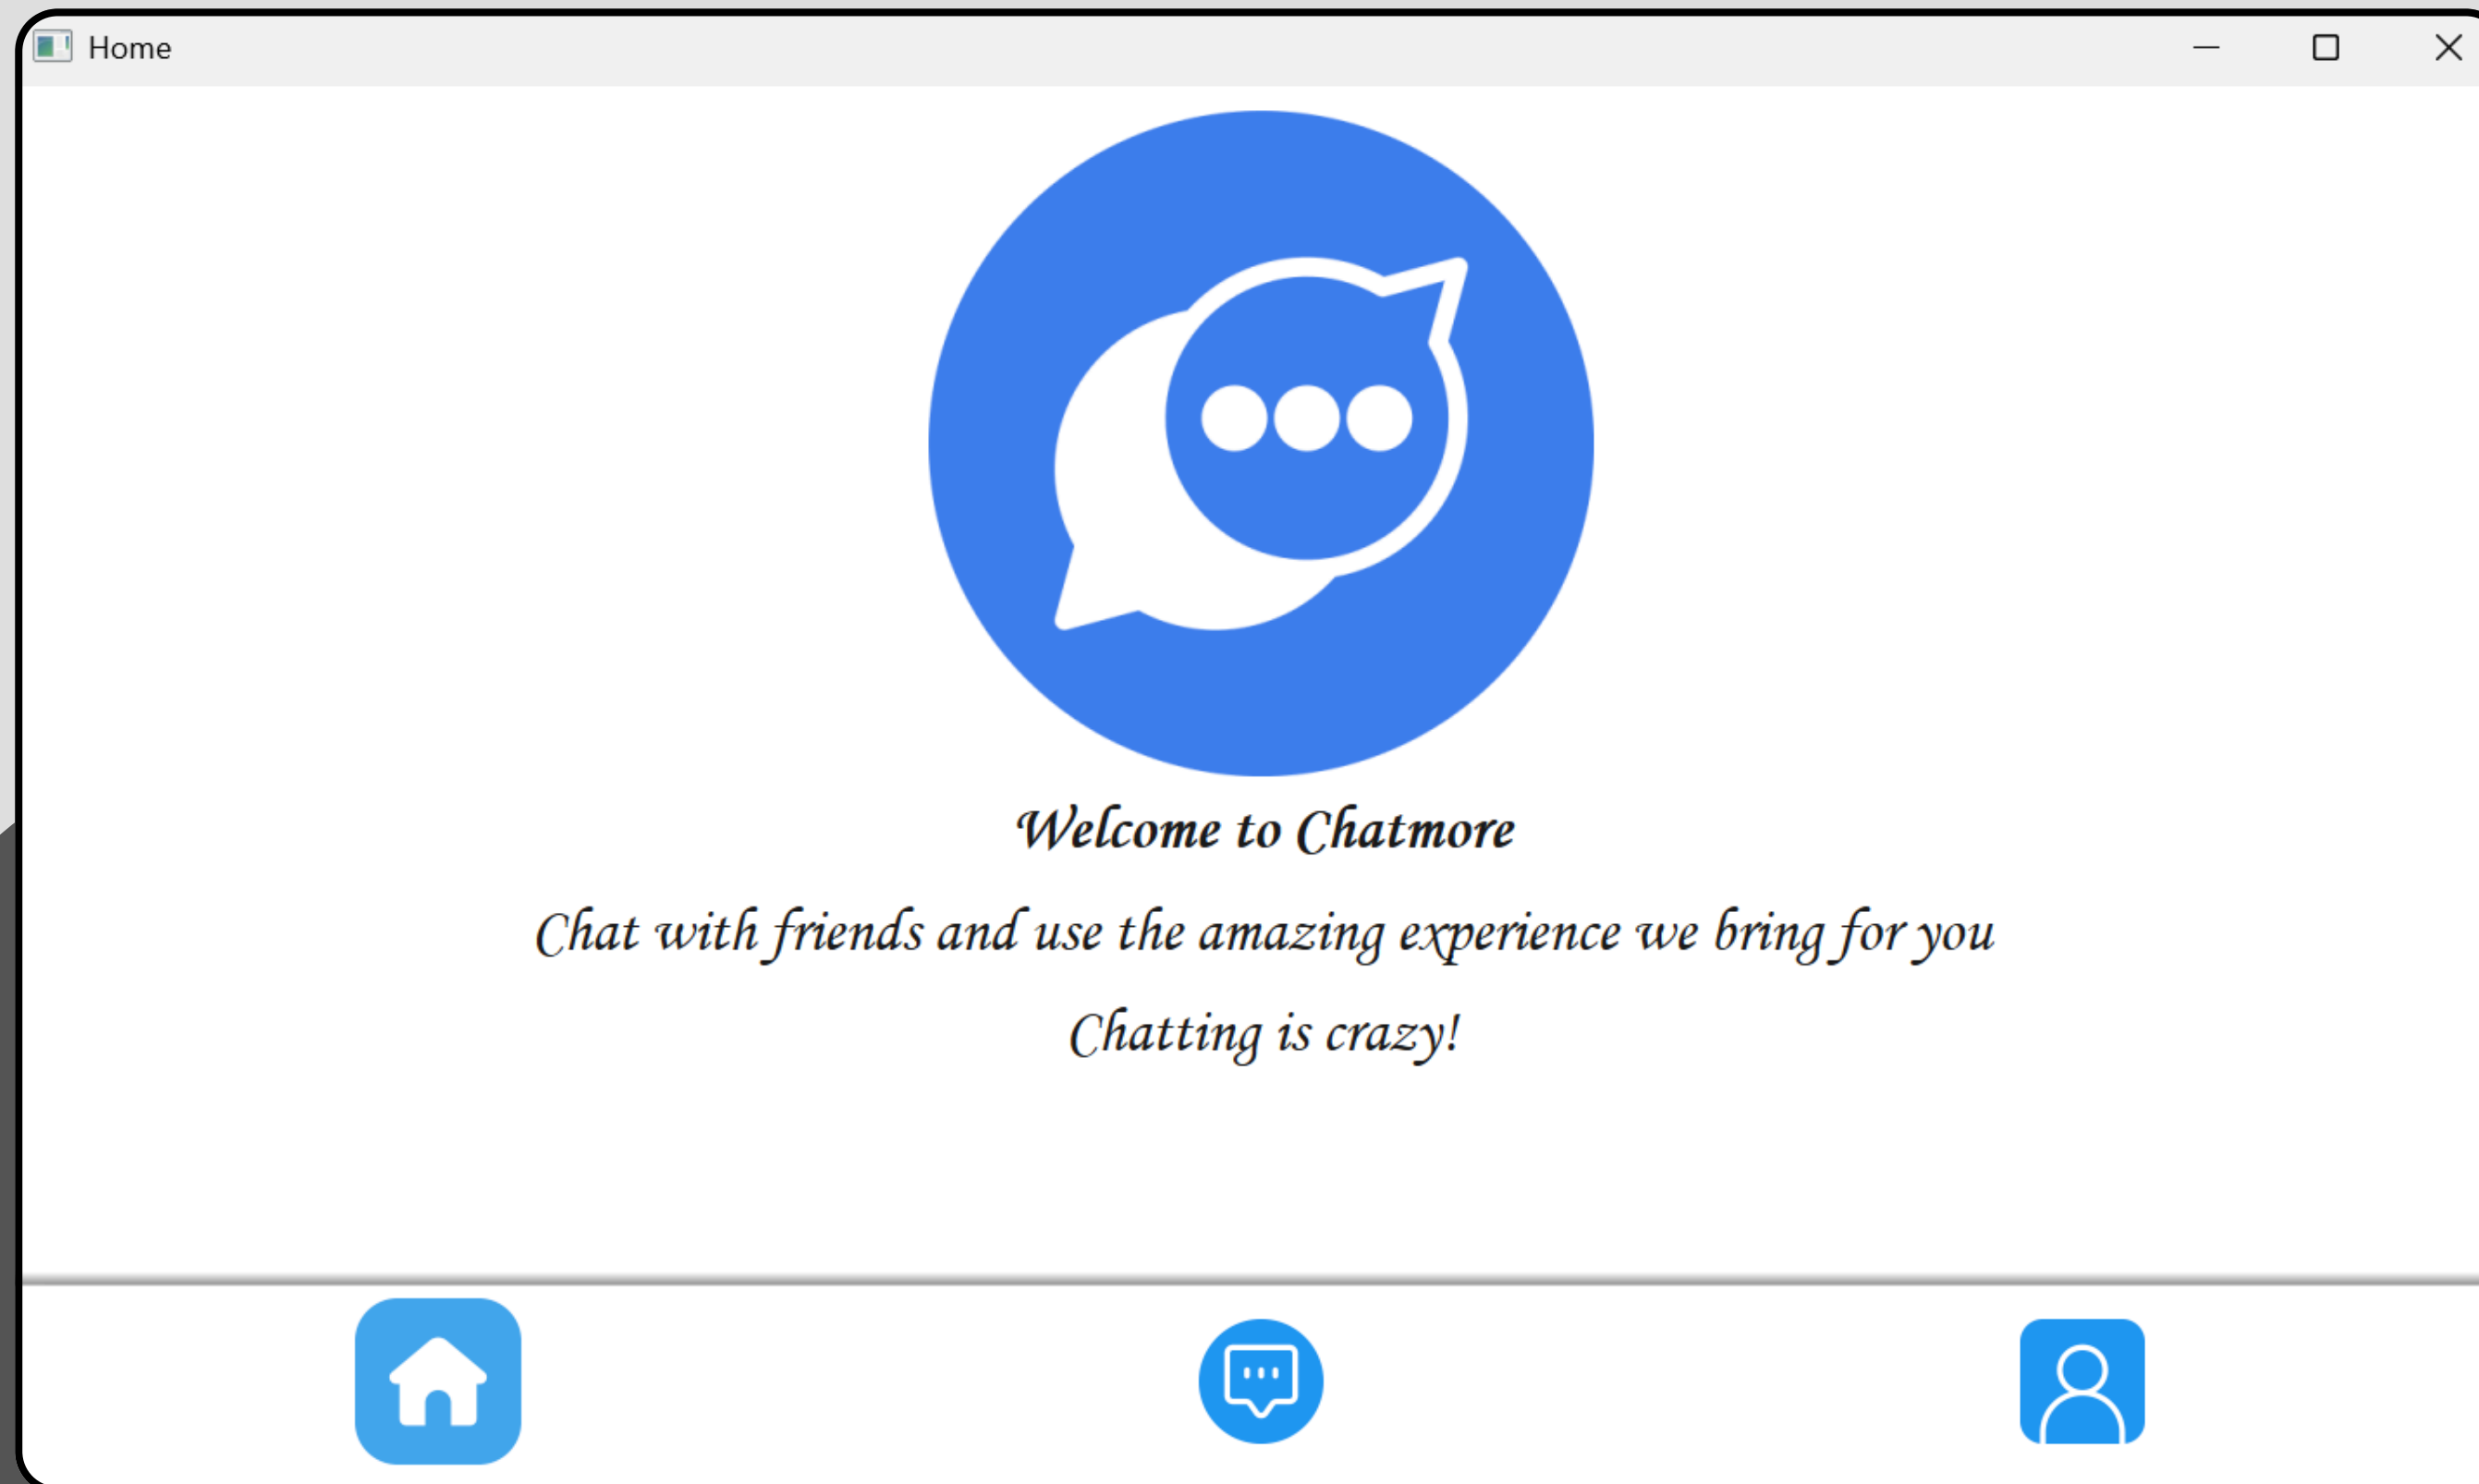 Home
Welcome to Chatmore
Chat with friends and use the amazing experience we bring for you
Chatting is crazy!